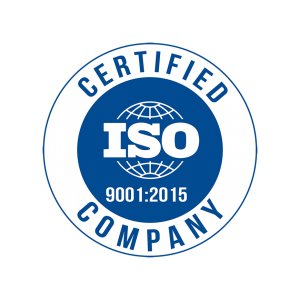 CERTIFIED
ISO
9001:2015
COMPANY